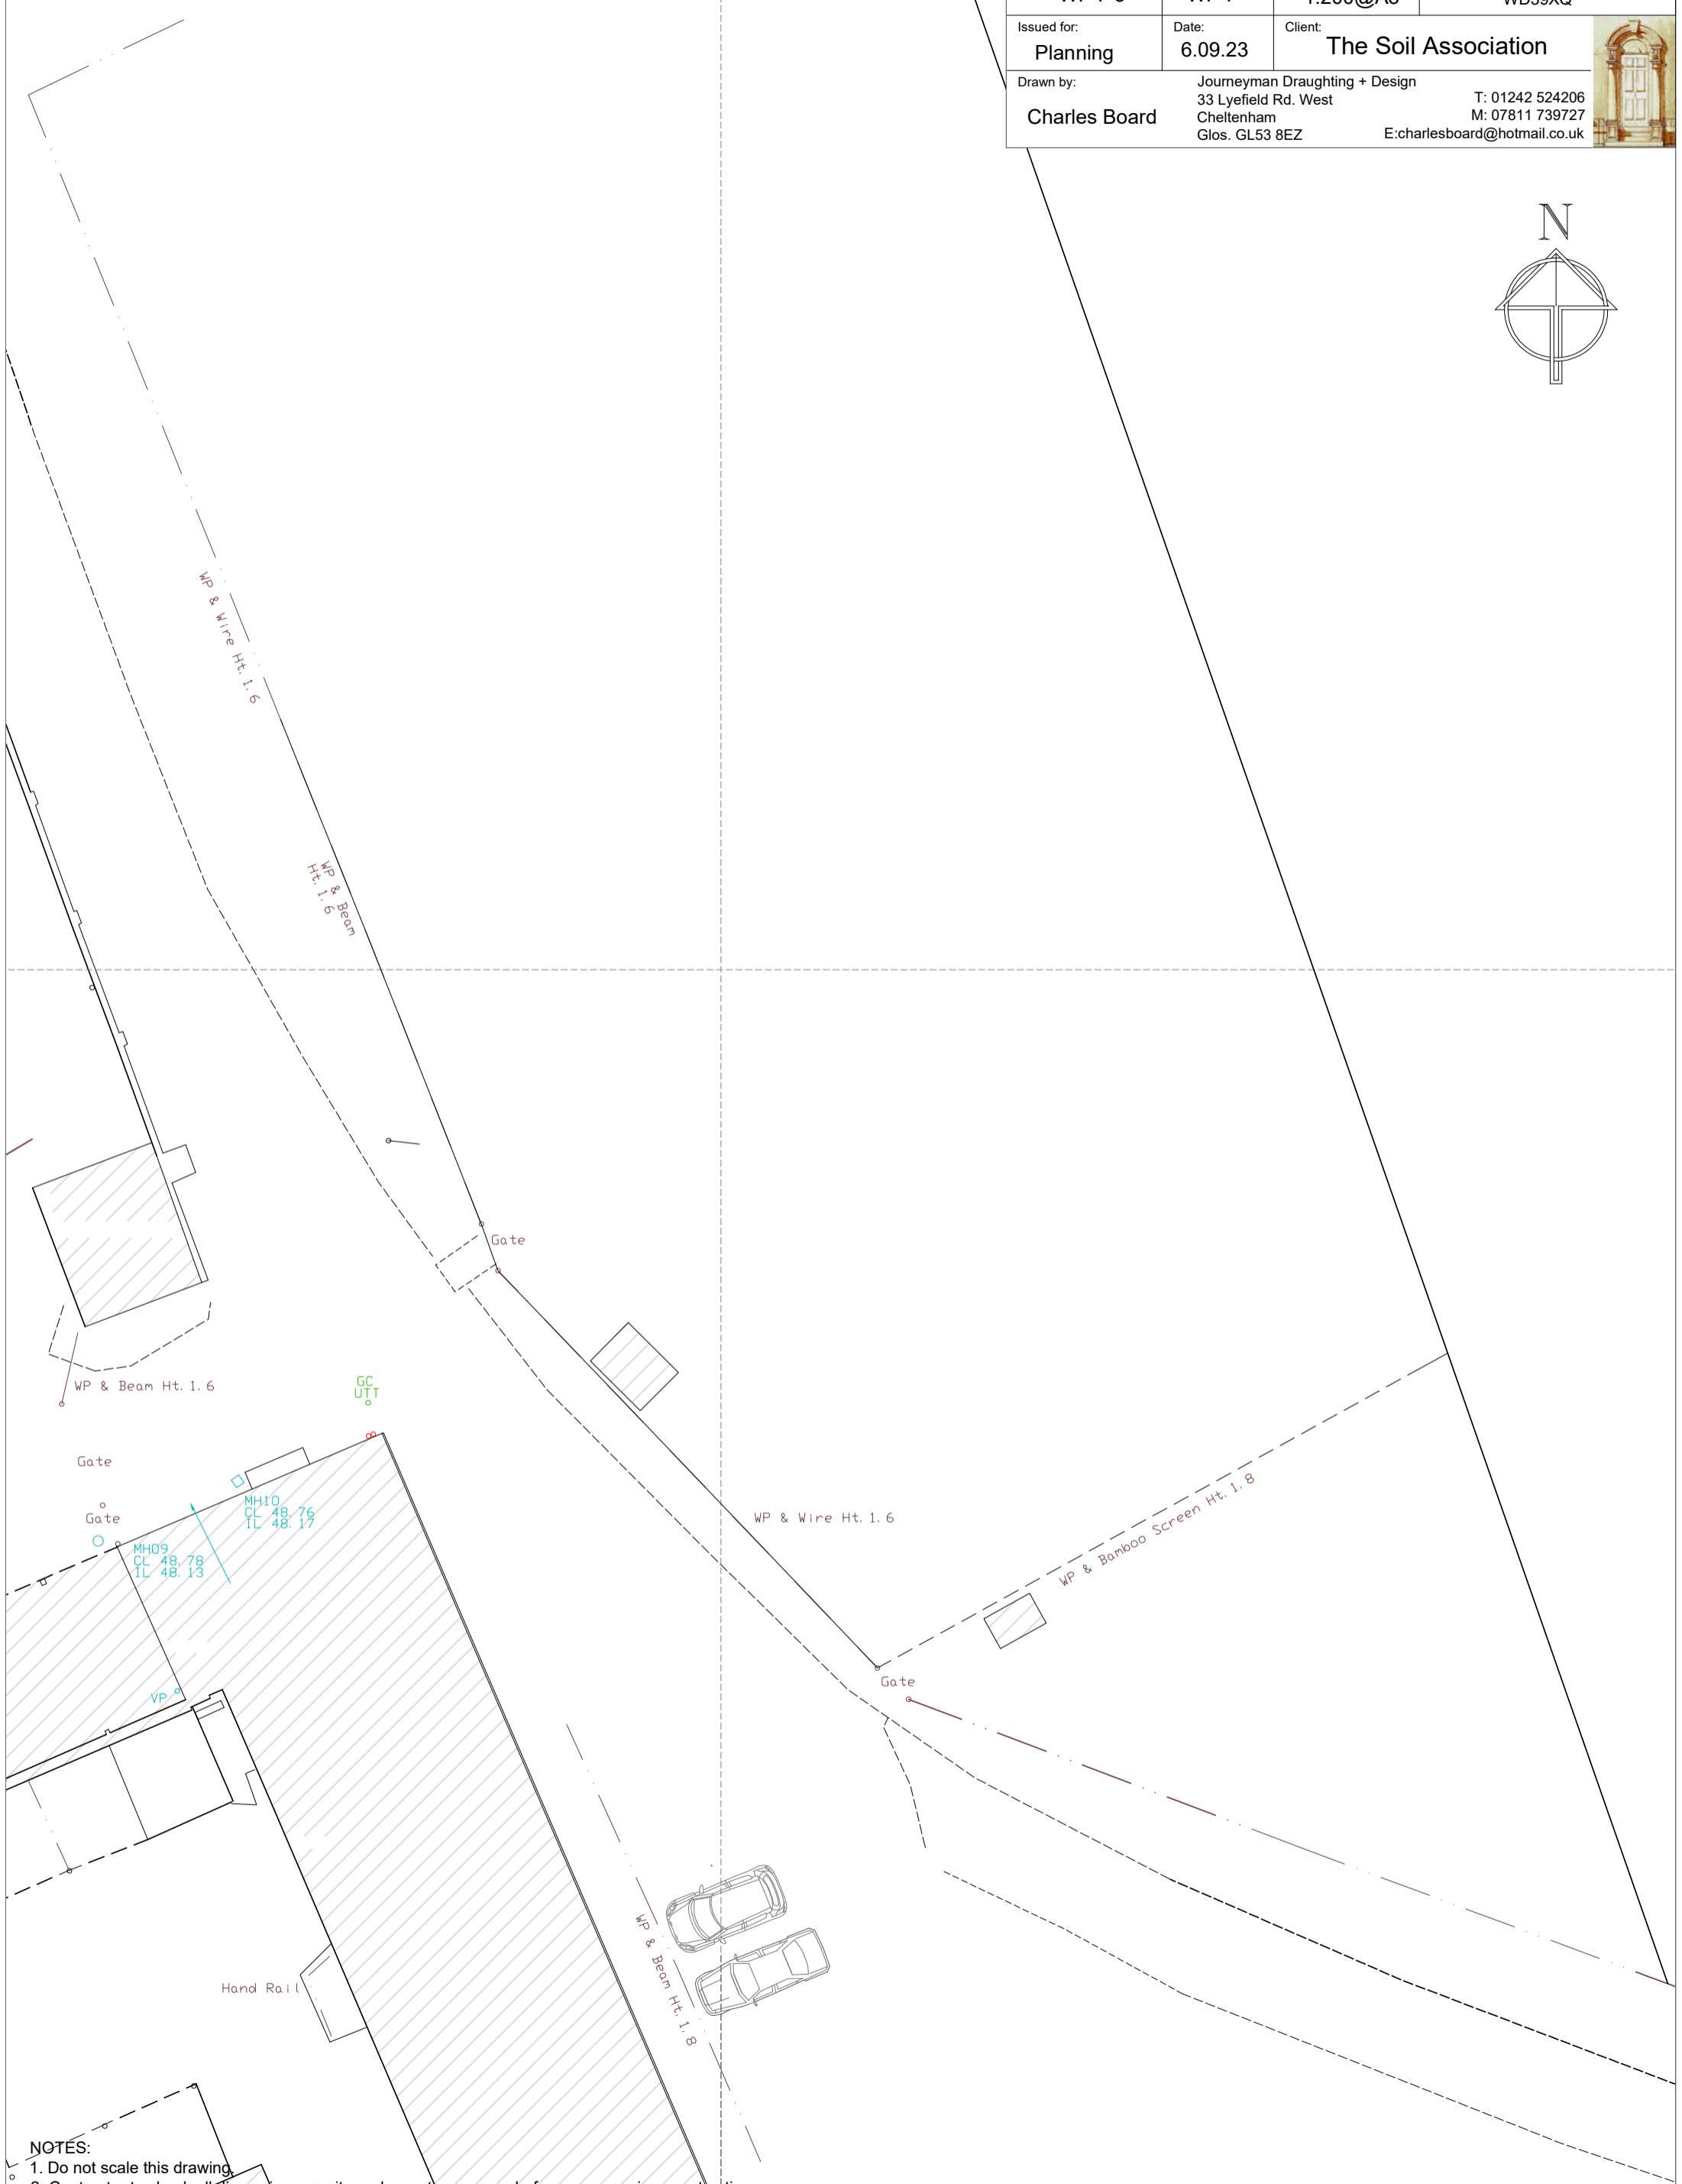 1:200@A3
WD39XQ
Issued for:
Planning
Date:
6.09.23
Client:
The Soil Association
Drawn by:
Charles Board
Journeyman Draughting + Design
33 Lyefield Rd. West
Cheltenham
Glos. GL53 8EZ
T: 01242 524206
M: 07811 739727
E:charlesboard@hotmail.co.uk
N
WP & Wire Ht. 1.6
WP & Beam
Ht. 1.6
Gate
WP & Beam Ht. 1.6
GC
UTT
Gate
Gate
MH10
CL 48.76
IL 48.17
MH09
CL 48.78
IL 48.13
WP & Wire Ht. 1.6
WP & Bamboo Screen Ht. 1.8
Gate
VP
WP & Beam Ht. 1.8
Hand Rail
NOTES:
1. Do not scale this drawing.